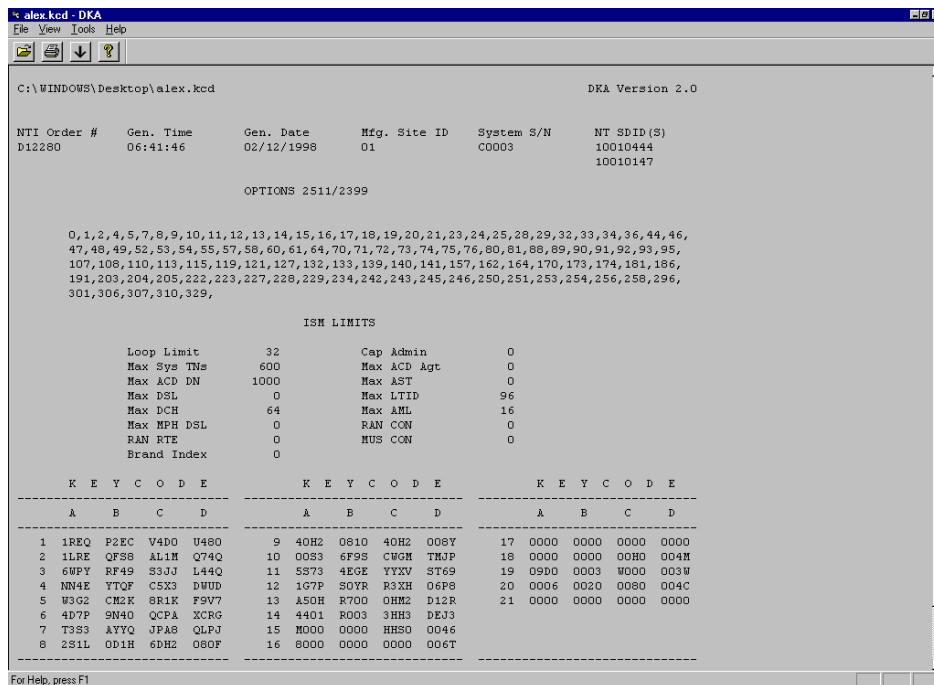 alex.kcd - DKA
File View Tools Help
C:\WINDOWS\Desktop\alex.kcd DKA Version 2.0
NTI Order # Gen. Time Gen. Date Mfg. Site ID System S/N NT SDID(S)
D12280 06:41:46 02/12/1998 01 C0003 10010444
10010147
OPTIONS 2511/2399
0,1,2,4,5,7,8,9,10,11,12,13,14,15,16,17,18,19,20,21,23,24,25,28,29,32,33,34,36,44,46,
47,48,49,52,53,54,55,57,58,60,61,64,70,71,72,73,74,75,76,80,81,88,89,90,91,92,93,95,
107,108,110,113,115,119,121,127,132,133,139,140,141,157,162,164,170,173,174,181,186,
191,203,204,205,222,223,227,228,229,234,242,243,245,246,250,251,253,254,256,258,296,
301,306,307,310,329,
ISM LIMITS
Loop Limit 32 Cap Admin 0
Max Sys TNs 600 Max ACD Agt 0
Max ACD DN 1000 Max AST 0
Max DSL 0 Max LTID 96
Max DCH 64 Max AML 16
Max MPH DSL 0 RAN CON 0
RAN RTE 0 MUS CON 0
Brand Index 0
K E Y C O D E K E Y C O D E K E Y C O D E
A B C D A B C D A B C D
1 1REQ P2EC V4D0 U480 9 40H2 0810 40H2 008Y 17 0000 0000 0000 0000
2 1LRE QFS8 AL1M Q74Q 10 00S3 6F9S CWGM TMJP 18 0000 0000 00H0 004M
3 6WPY RF49 S3JJ L44Q 11 5S73 4EGE YYXV ST69 19 09D0 0003 W000 003W
4 NN4E YTQF C5X3 DWUD 12 1G7P S0YR R3XH 06P8 20 0006 0020 0080 004C
5 W3G2 CM2K 8R1K F9V7 13 A50H R700 0HM2 D12R 21 0000 0000 0000 0000
6 4D7P 9N40 QCPA XCRG 14 4401 R003 3HH3 DEJ3
7 T3S3 AYYQ JPA8 QLPJ 15 M000 0000 HHS0 0046
8 2S1L 0D1H 6DH2 080F 16 8000 0000 0000 006T
For Help, press F1